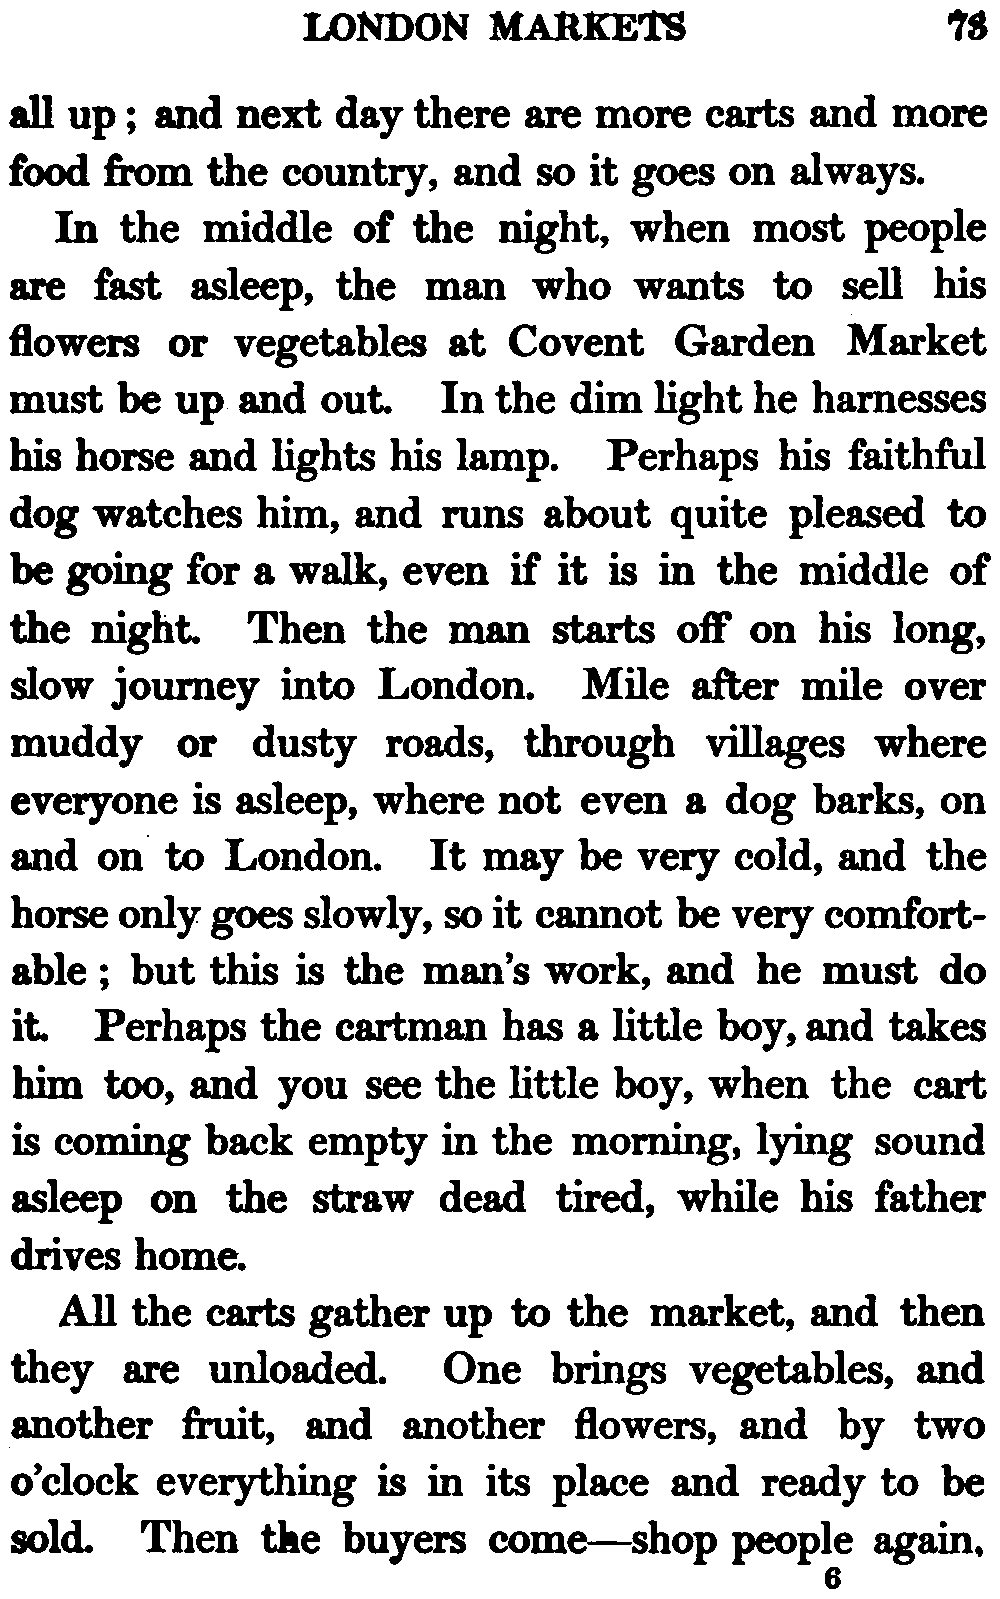 LONDON MARKETS 73
all up ; and next day there are more carts and more
food from the country, and so it goes on always.
In the middle of the night, when most people
are fast asleep, the man who wants to sell his
flowers or vegetables at Covent Garden Market
must be up and out. In the dim light he harnesses
his horse and lights his lamp. Perhaps his faithful
dog watches him, and runs about quite pleased to
be going for a walk, even if it is in the middle of
the night. Then the man starts off on his long,
slow journey into London. Mile after mile over
muddy or dusty roads, through villages where
everyone is asleep, where not even a dog barks, on
and on to London. It may be very cold, and the
horse only goes slowly, so it cannot be very comfort-
able ; but this is the man's work, and he must do
it. Perhaps the cartman has a little boy, and takes
him too, and you see the little boy, when the cart
is coming back empty in the morning, lying sound
asleep on the straw dead tired, while his father
drives home.
All the carts gather up to the market, and then
they are unloaded. One brings vegetables, and
another fruit, and another flowers, and by two
o'clock everything is in its place and ready to be
sold. Then the buyers come—shop people again,
6